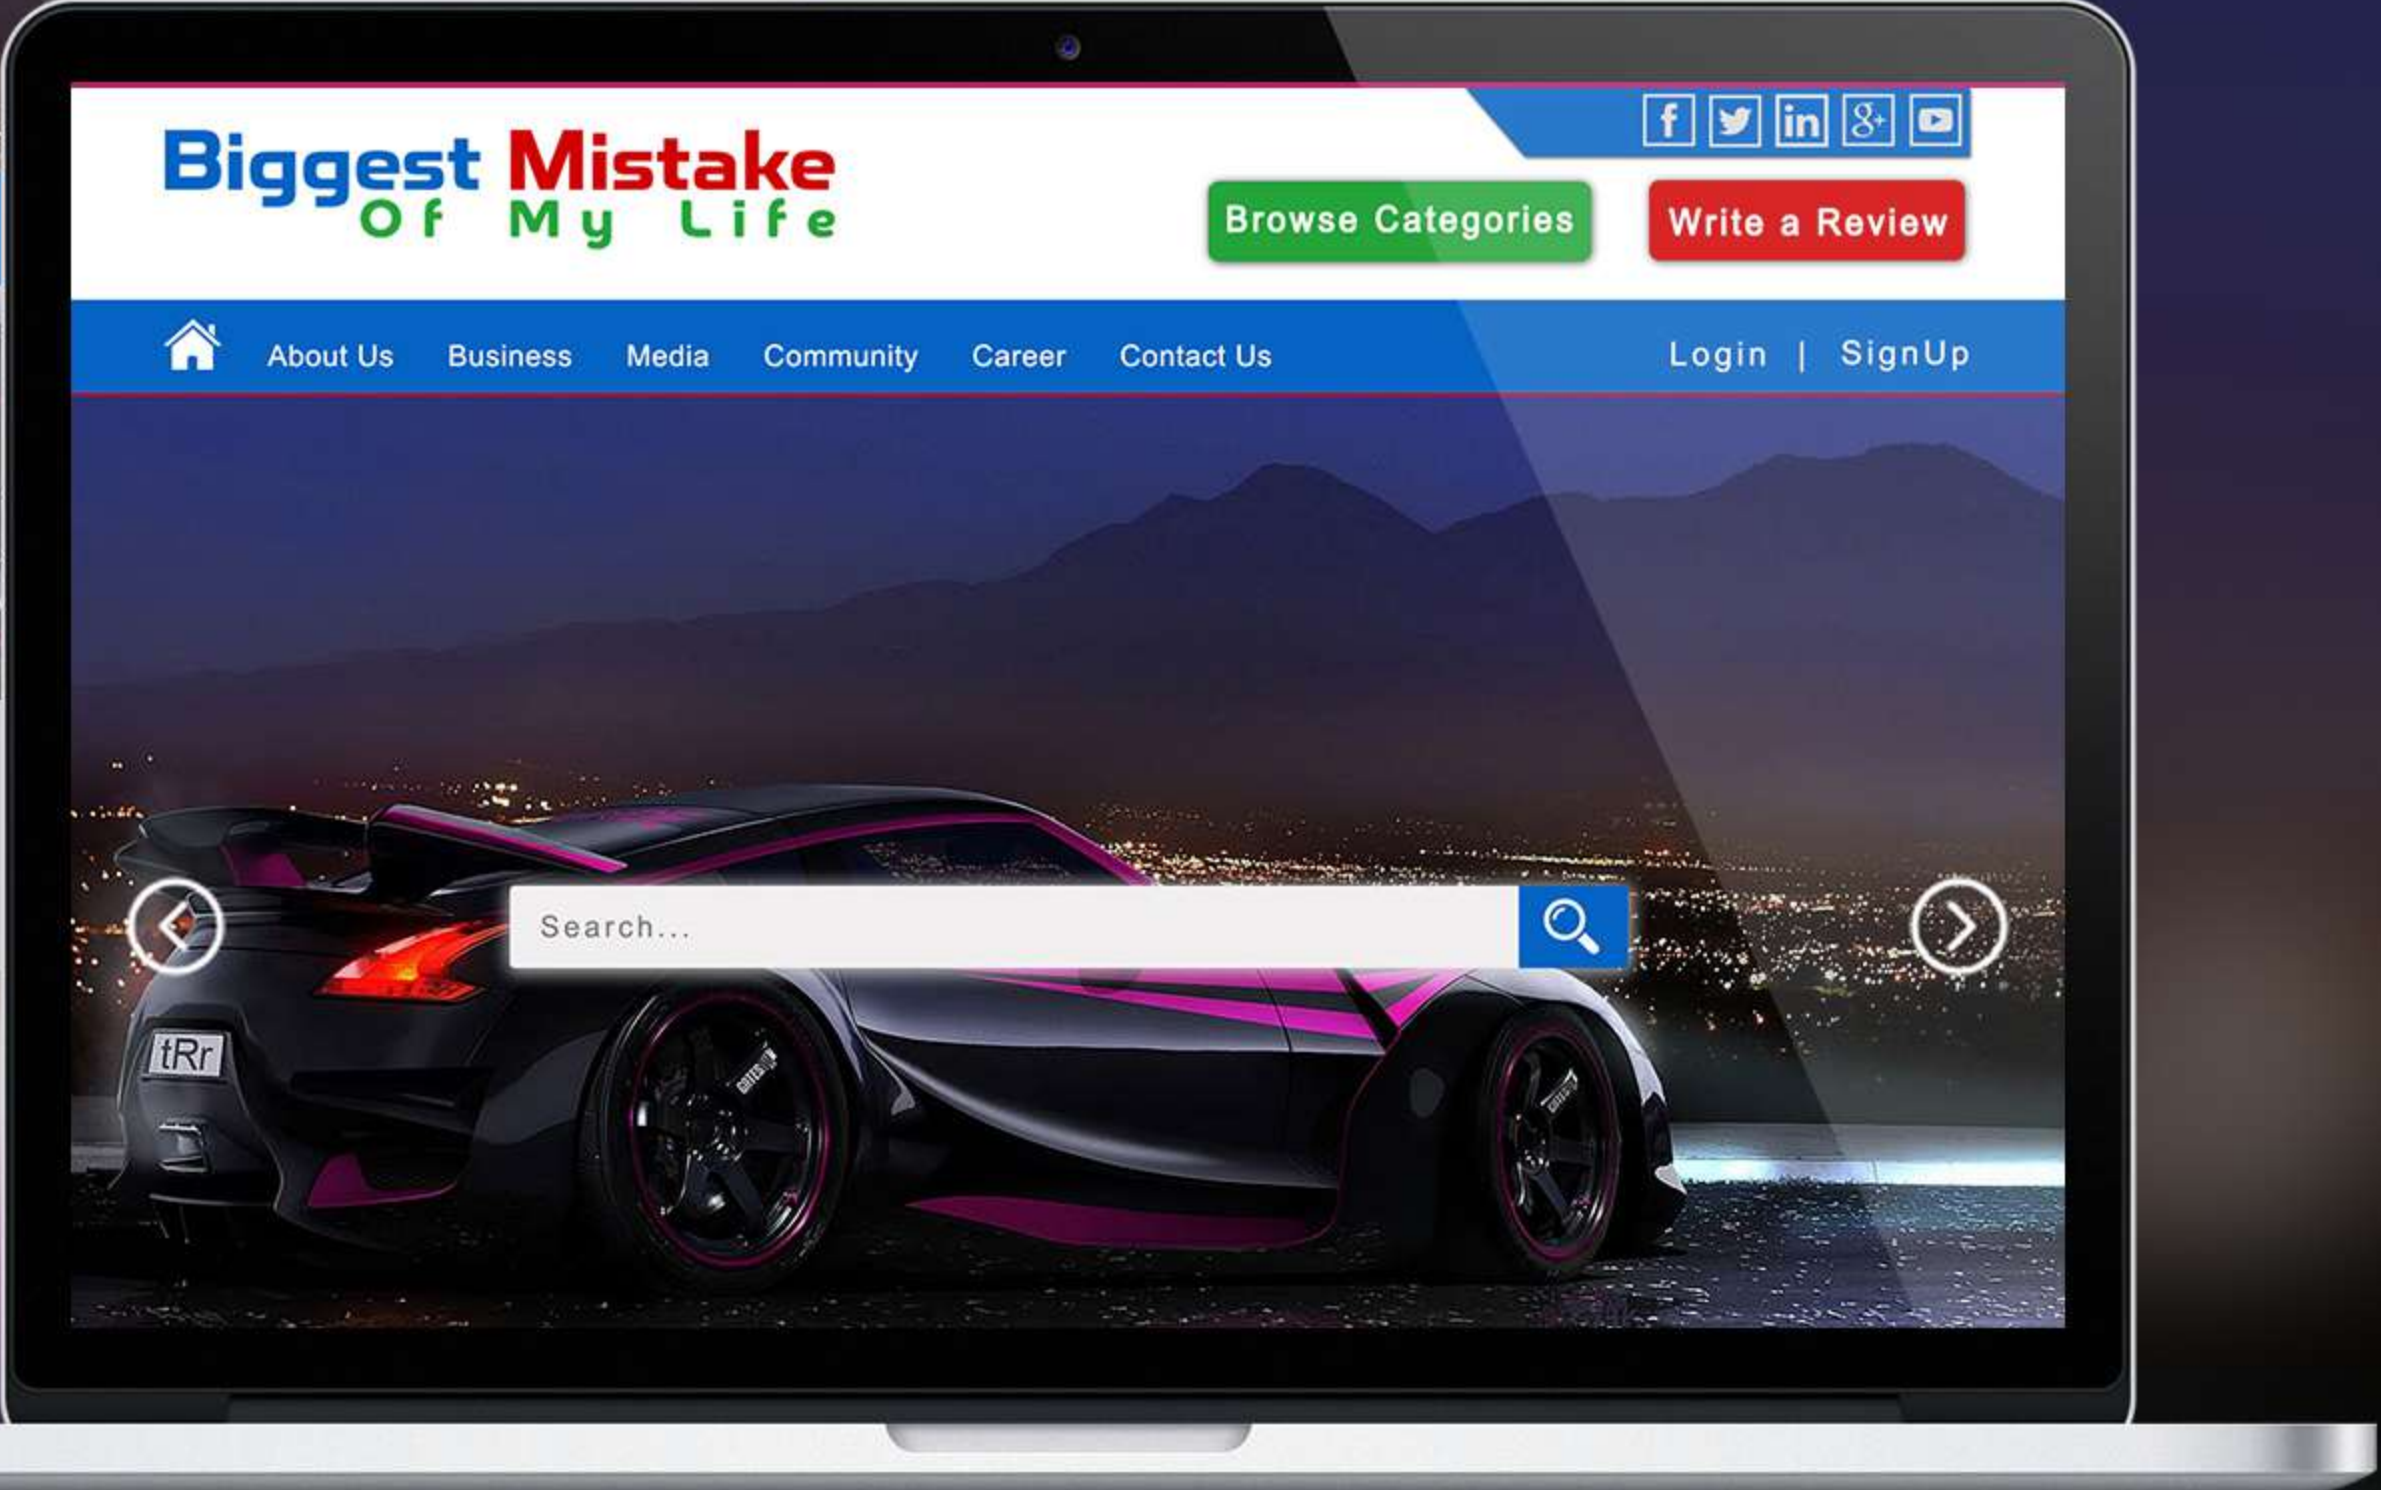 Biggest Mistake
Of My Life
f in g+
Browse Categories Write a Review
About Us Business Media Community Career Contact Us Login | SignUp
Search...
tRr